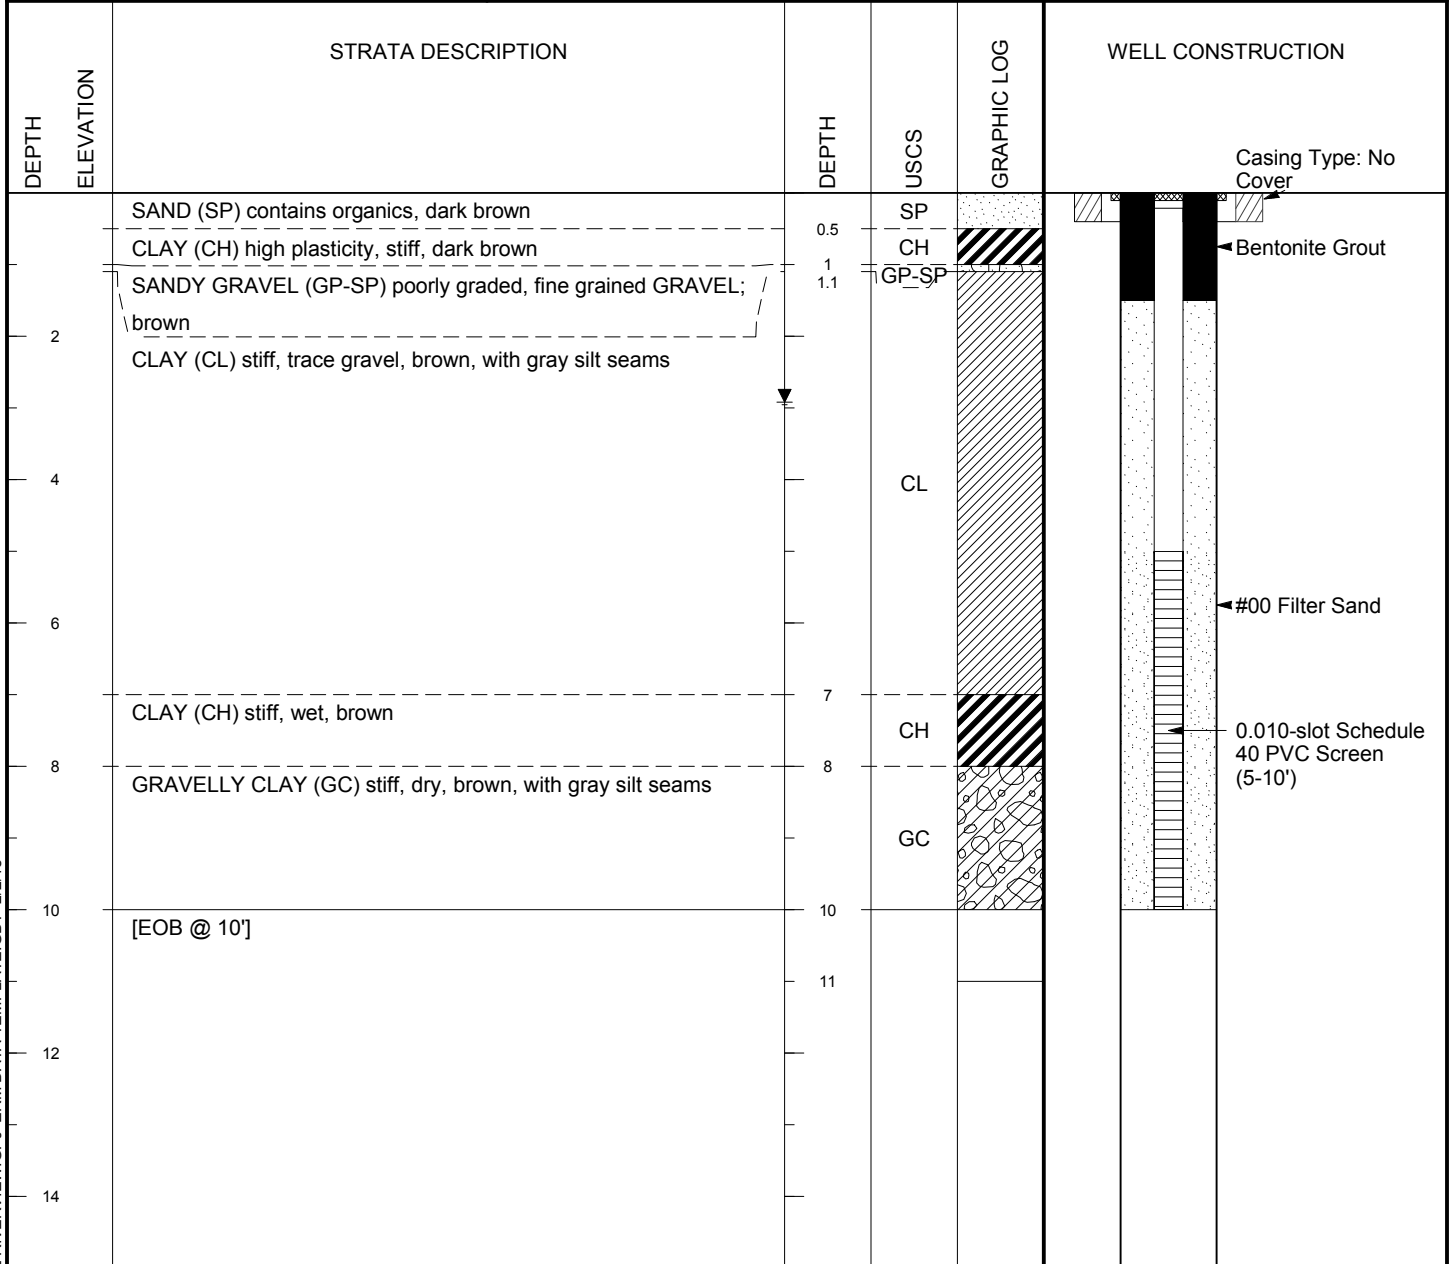 DEPTH
ELEVATION
STRATA DESCRIPTION
DEPTH
USCS
GRAPHIC LOG
WELL CONSTRUCTION
Casing Type: No
Cover
SAND (SP) contains organics, dark brown
SP
0.5
CLAY (CH) high plasticity, stiff, dark brown
CH
Bentonite Grout
1
SANDY GRAVEL (GP-SP) poorly graded, fine grained GRAVEL;
brown
1.1
GP-SP
2
CLAY (CL) stiff, trace gravel, brown, with gray silt seams
4
CL
#00 Filter Sand
6
7
CLAY (CH) stiff, wet, brown
CH
0.010-slot Schedule
40 PVC Screen
(5-10')
8
8
GRAVELLY CLAY (GC) stiff, dry, brown, with gray silt seams
GC
10
10
[EOB @ 10']
11
12
14